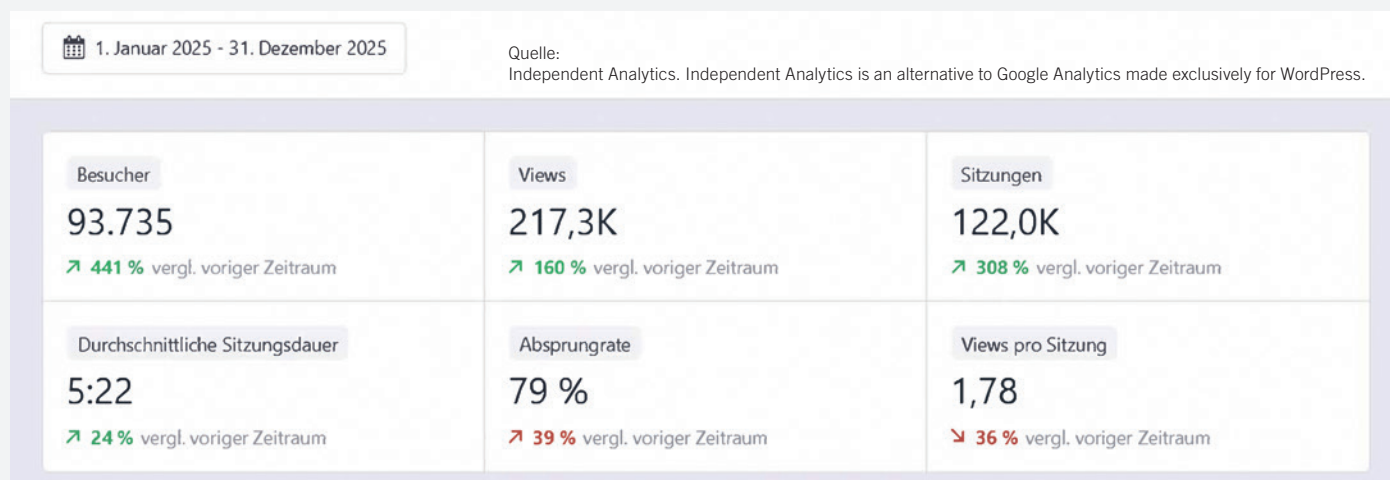 1. Januar 2025 - 31. Dezember 2025
Quelle:
Independent Analytics. Independent Analytics is an alternative to Google Analytics made exclusively for WordPress.
Besucher
93.735
441 % vergl. voriger Zeitraum
Views
217,3K
160 % vergl. voriger Zeitraum
Sitzungen
122,0K
308 % vergl. voriger Zeitraum
Durchschnittliche Sitzungsdauer
5:22
24 % vergl. voriger Zeitraum
Absprungrate
79 %
39 % vergl. voriger Zeitraum
Views pro Sitzung
1,78
36 % vergl. voriger Zeitraum